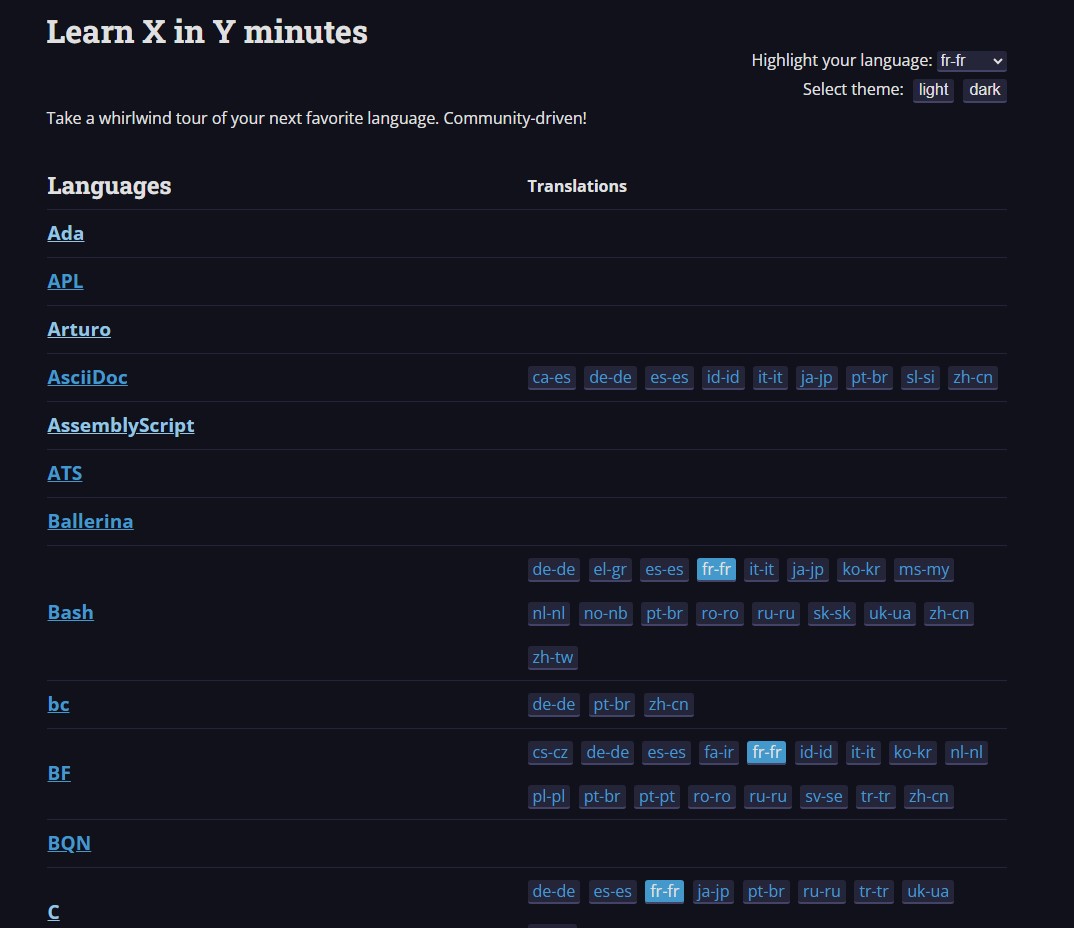 Learn X in Y minutes
Highlight your language: fr-fr
Select theme: light dark
Take a whirlwind tour of your next favorite language. Community-driven!
Languages Translations
Ada
APL
Arturo
AsciiDoc ca-es de-de es-es id-id it-it ja-jp pt-br sl-si zh-cn
AssemblyScript
ATS
Ballerina
Bash de-de el-gr es-es fr-fr it-it ja-jp ko-kr ms-my
nl-nl no-nb pt-br ro-ro ru-ru sk-sk uk-ua zh-cn
zh-tw
bc de-de pt-br zh-cn
BF cs-cz de-de es-es fa-ir fr-fr id-id it-it ko-kr nl-nl
pl-pl pt-br pt-pt ro-ro ru-ru sv-se tr-tr zh-cn
BQN
C de-de es-es fr-fr ja-jp pt-br ru-ru tr-tr uk-ua